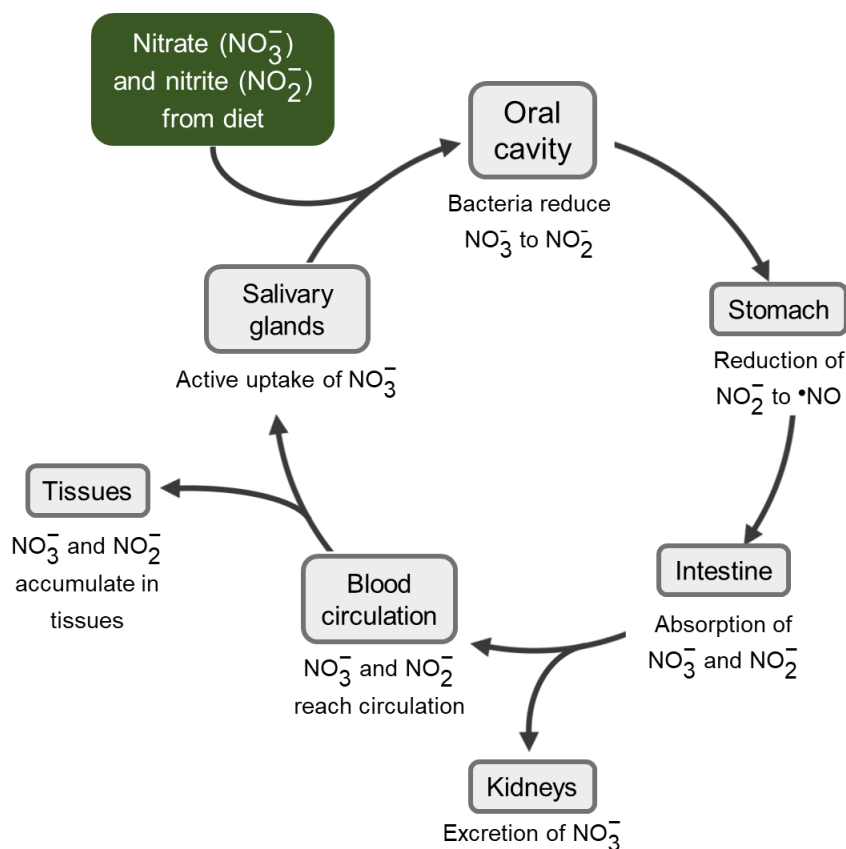 Nitrate (NO₃⁻)
and nitrite (NO₂⁻)
from diet
Oral
cavity
Bacteria reduce
NO₃⁻ to NO₂⁻
Stomach
Reduction of
NO₂⁻ to •NO
Intestine
Absorption of
NO₃⁻ and NO₂⁻
Kidneys
Excretion of NO₃⁻
Blood
circulation
NO₃⁻ and NO₂⁻
reach circulation
Tissues
NO₃⁻ and NO₂⁻
accumulate in
tissues
Salivary
glands
Active uptake of NO₃⁻